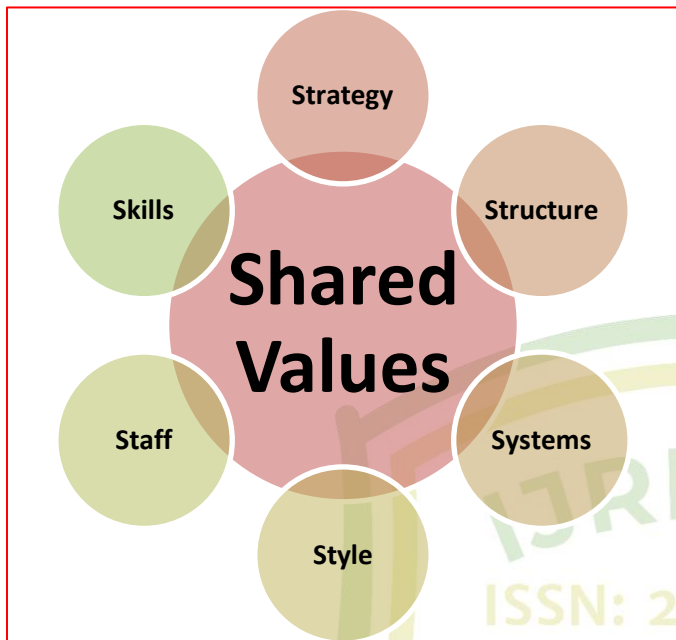 Strategy
Skills
Structure
Shared
Values
Staff
Systems
Style
ISSN: 2